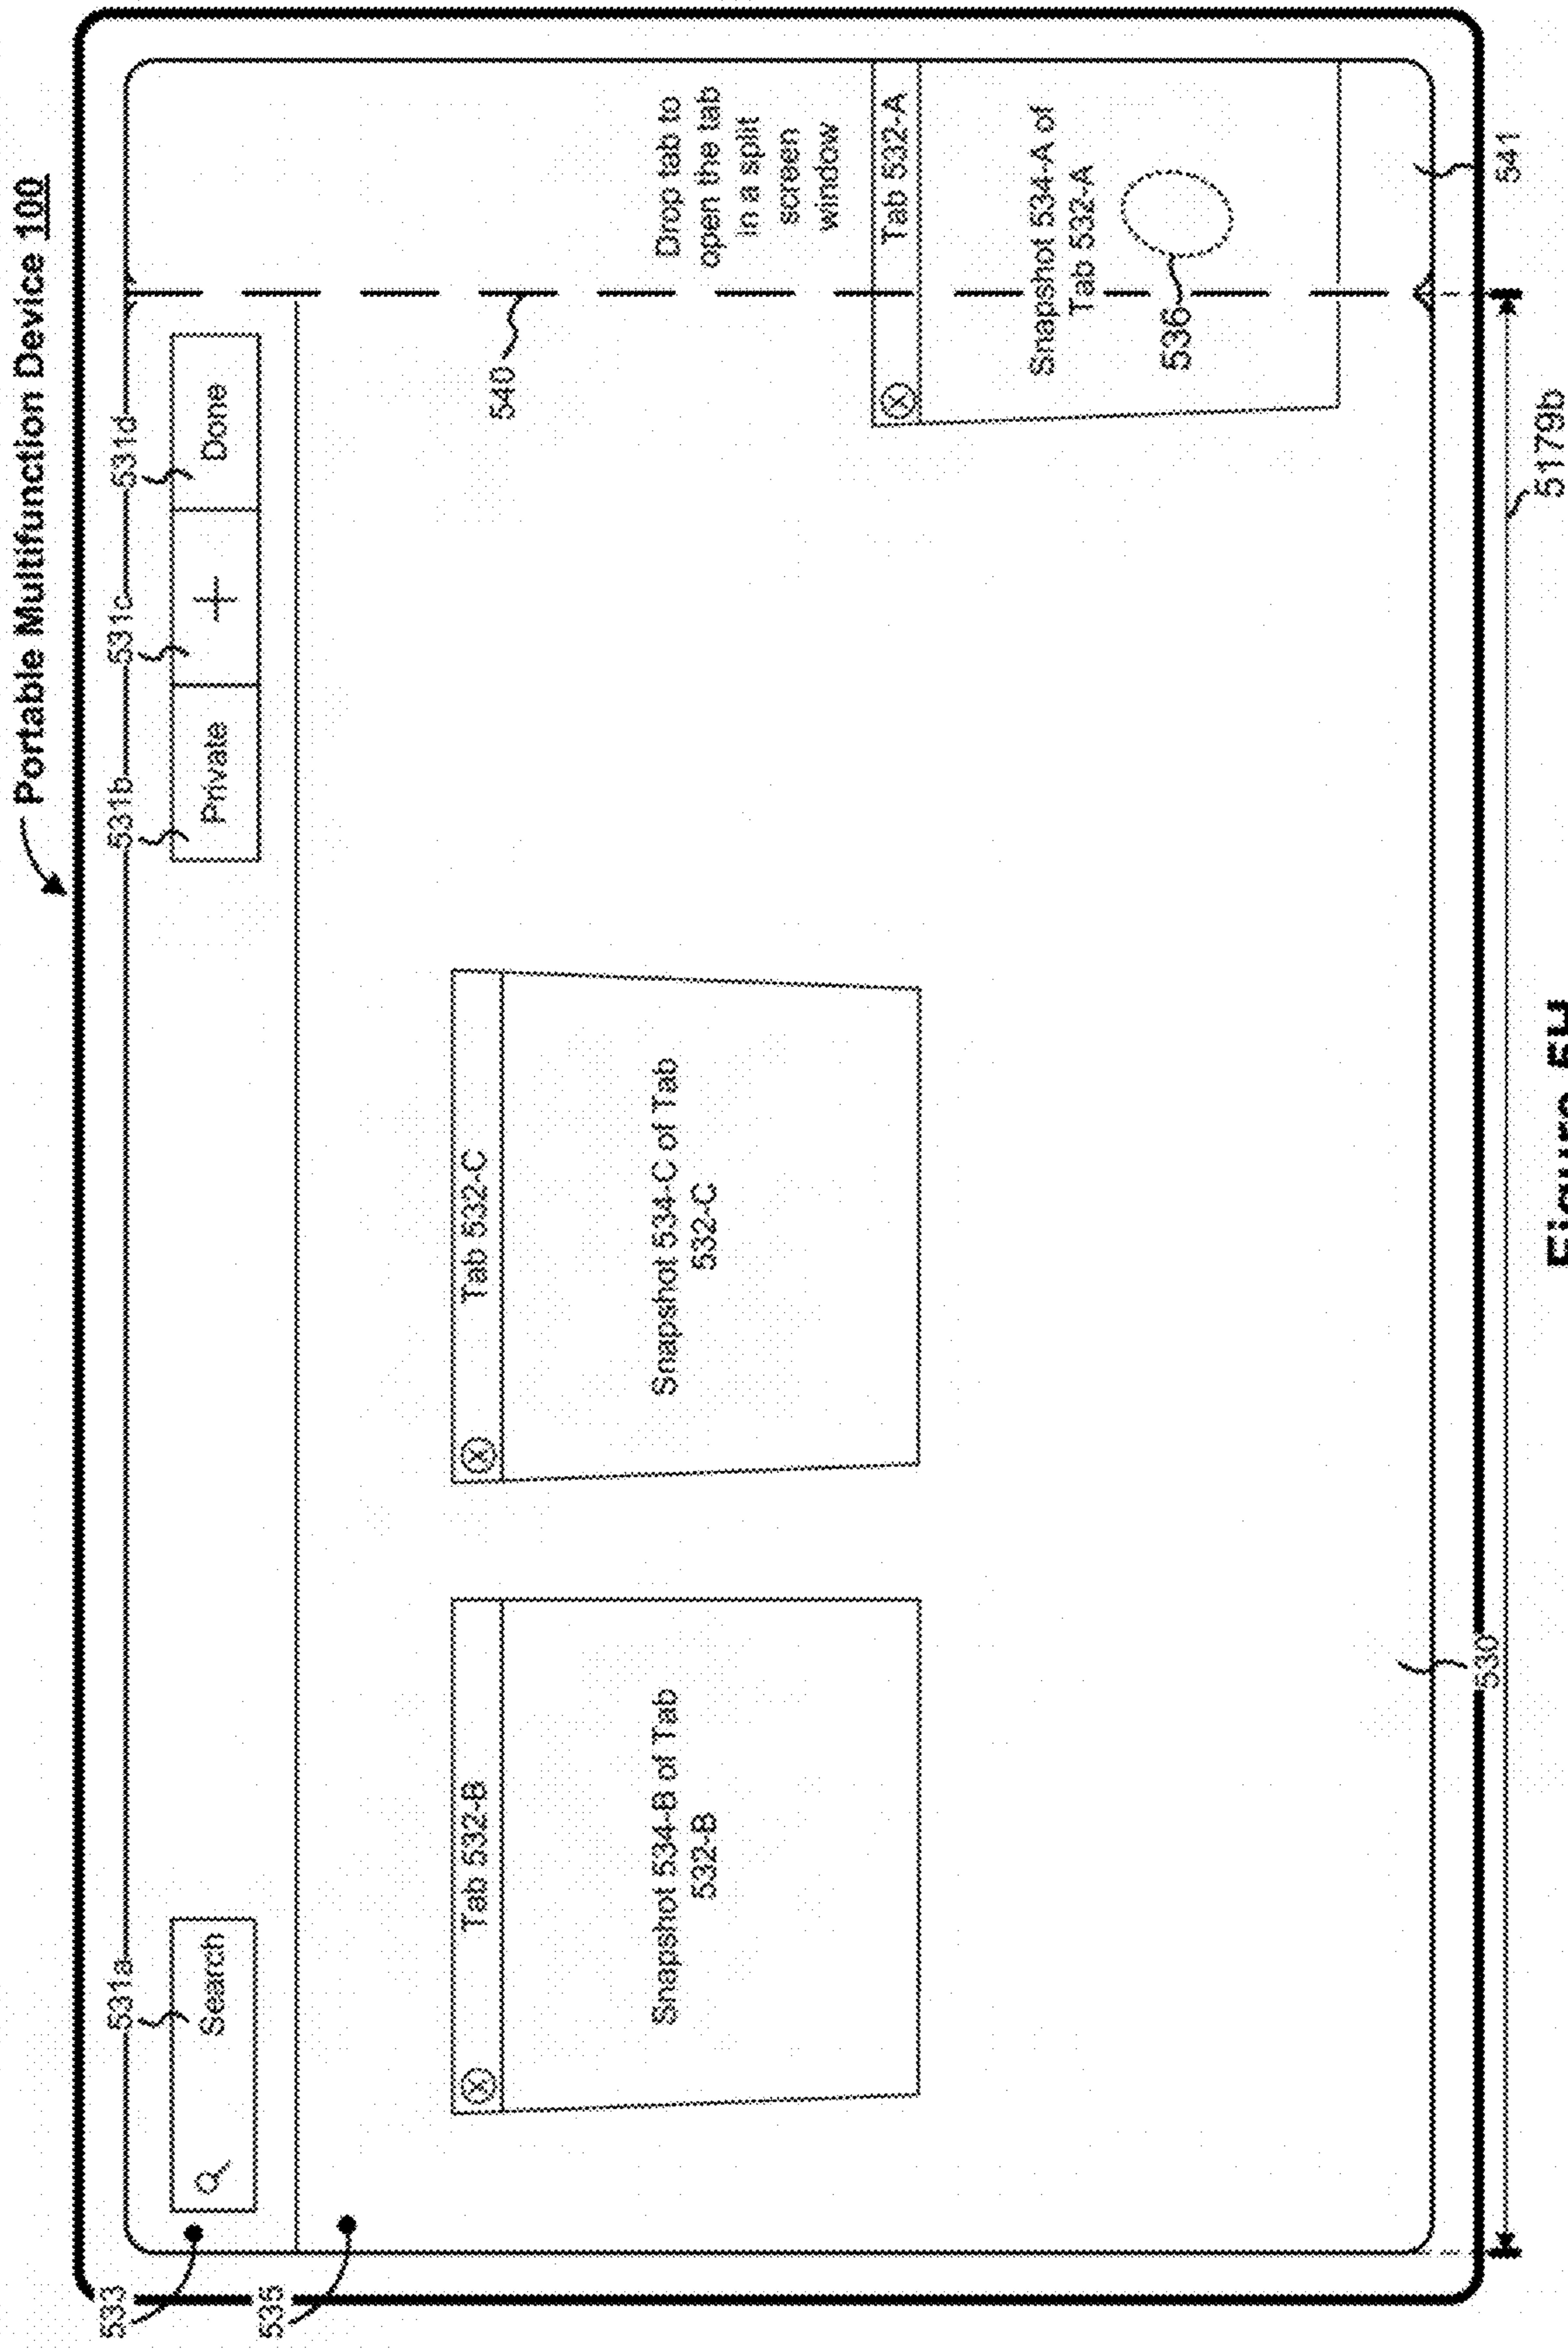 Portable Multifunction Device 100
533
535
531a
531b
531c
531d
Search
Private
+
Done
540
Drop tab to
open the tab
in a split
screen
window
Tab 532-B
Snapshot 534-B of Tab
532-B
Tab 532-C
Snapshot 534-C of Tab
532-C
Tab 532-A
Snapshot 534-A of
Tab 532-A
536
530
541
5179b